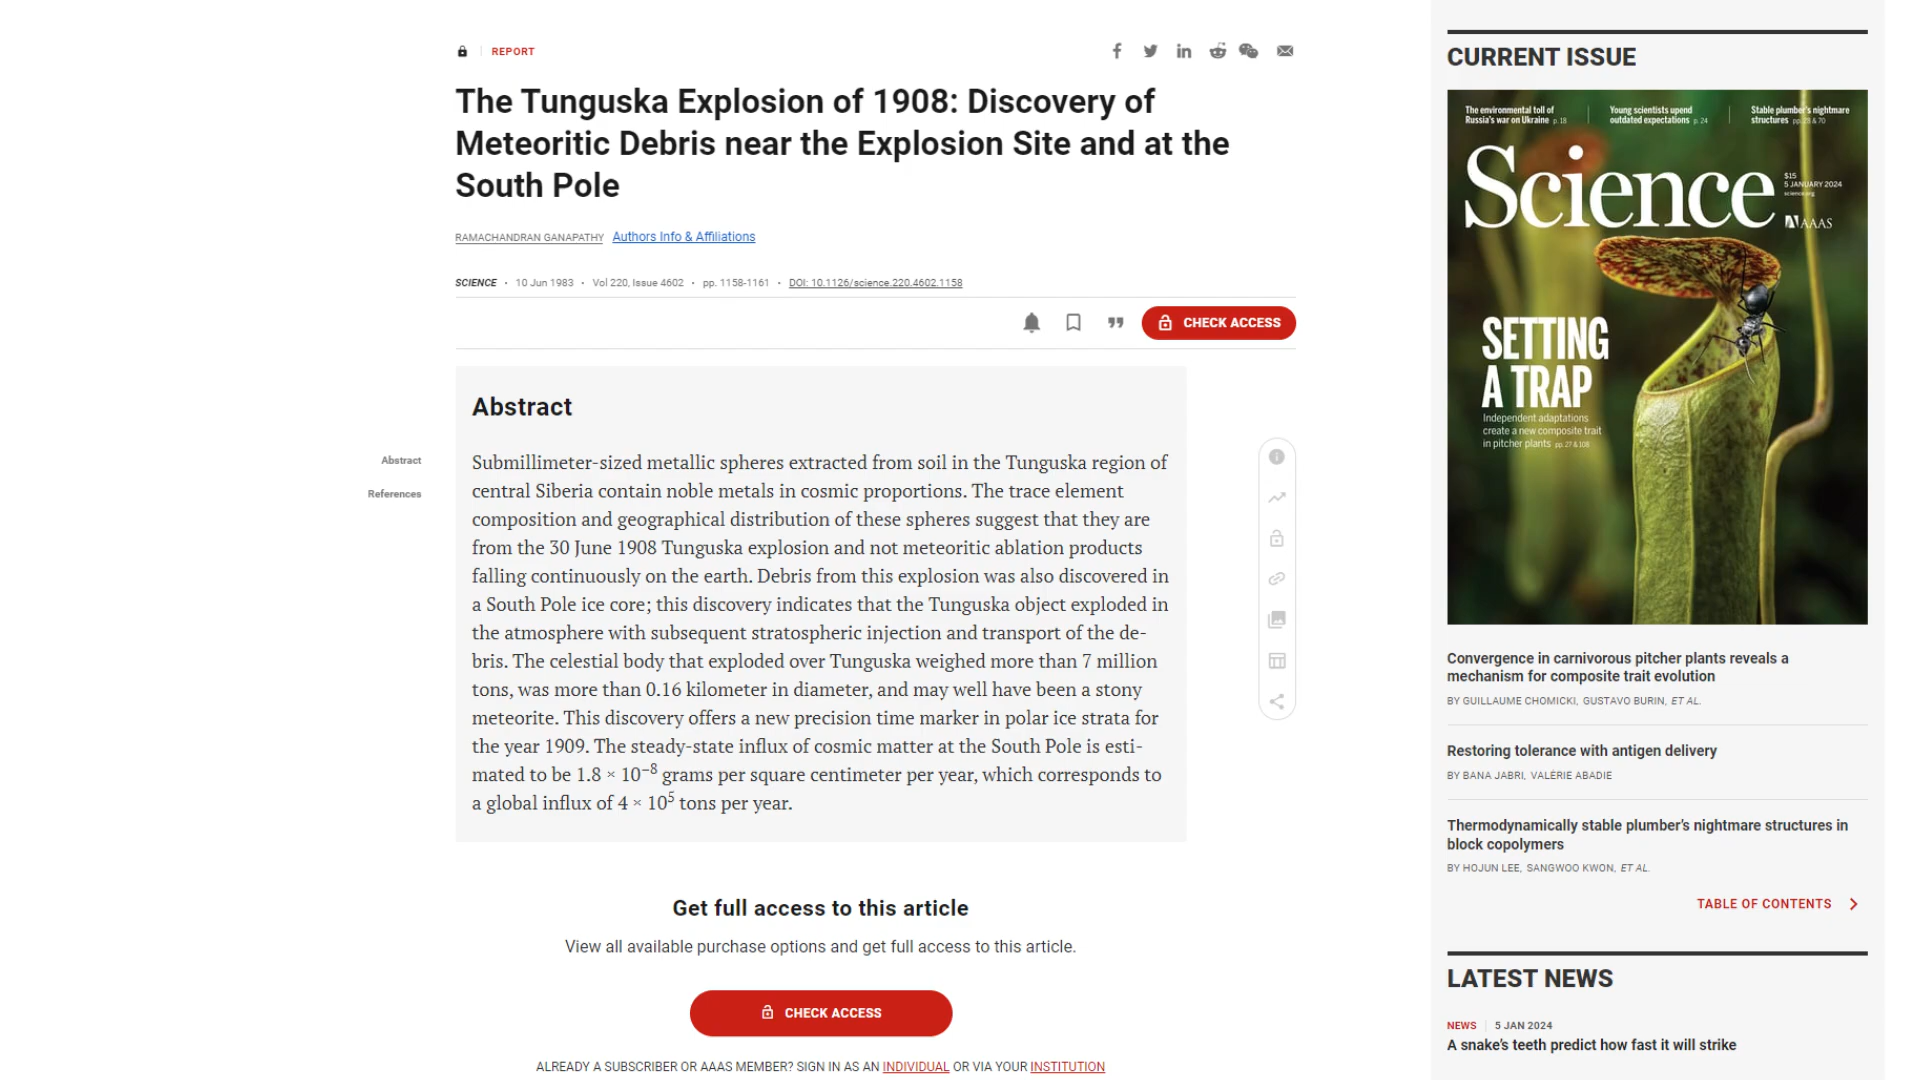 REPORT
The Tunguska Explosion of 1908: Discovery of
Meteoritic Debris near the Explosion Site and at the
South Pole
RAMACHANDRAN GANAPATHY Authors Info & Affiliations
SCIENCE • 10 Jun 1983 • Vol 220, Issue 4602 • pp. 1158-1161 • DOI: 10.1126/science.220.4602.1158
CHECK ACCESS
Abstract
References
Abstract
Submillimeter-sized metallic spheres extracted from soil in the Tunguska region of
central Siberia contain noble metals in cosmic proportions. The trace element
composition and geographical distribution of these spheres suggest that they are
from the 30 June 1908 Tunguska explosion and not meteoritic ablation products
falling continuously on the earth. Debris from this explosion was also discovered in
a South Pole ice core; this discovery indicates that the Tunguska object exploded in
the atmosphere with subsequent stratospheric injection and transport of the de-
bris. The celestial body that exploded over Tunguska weighed more than 7 million
tons, was more than 0.16 kilometer in diameter, and may well have been a stony
meteorite. This discovery offers a new precision time marker in polar ice strata for
the year 1909. The steady-state influx of cosmic matter at the South Pole is esti-
mated to be 1.8 × 10⁻⁸ grams per square centimeter per year, which corresponds to
a global influx of 4 × 10⁵ tons per year.
Get full access to this article
View all available purchase options and get full access to this article.
CHECK ACCESS
ALREADY A SUBSCRIBER OR AAAS MEMBER? SIGN IN AS AN INDIVIDUAL OR VIA YOUR INSTITUTION
CURRENT ISSUE
The environmental toll of
Russia's war on Ukraine p. 18
Young scientists upend
outdated expectations p. 24
Stable plumber's nightmare
structures
Science
$15
5 JANUARY 2024
science.org
AAAS
SETTING
A TRAP
Independent adaptations
create a new composite trait
in pitcher plants pp. 27 & 108
Convergence in carnivorous pitcher plants reveals a
mechanism for composite trait evolution
BY GUILLAUME CHOMICKI, GUSTAVO BURIN, ET AL.
Restoring tolerance with antigen delivery
BY BANA JABRI, VALÉRIE ABADIE
Thermodynamically stable plumber's nightmare structures in
block copolymers
BY HOJUN LEE, SANGWOO KWON, ET AL.
TABLE OF CONTENTS
LATEST NEWS
NEWS 5 JAN 2024
A snake's teeth predict how fast it will strike